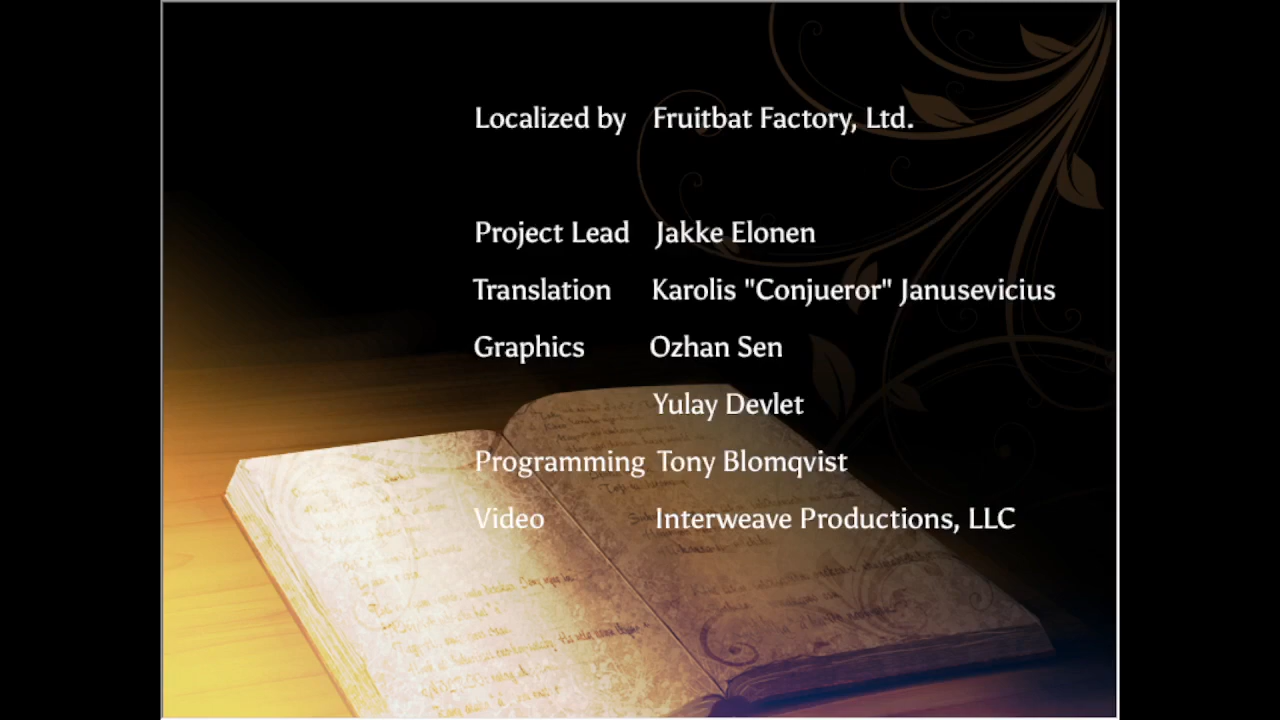 Localized by Fruitbat Factory, Ltd.
Project Lead Jakke Elonen
Translation Karolis "Conjueror" Janusevicius
Graphics Ozhan Sen
Yulay Devlet
Programming Tony Blomqvist
Video Interweave Productions, LLC